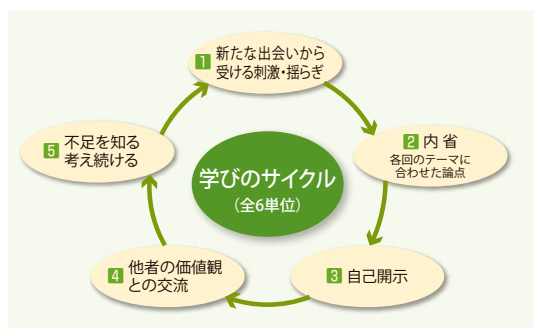 1 新たな出会いから
受ける刺激・揺らぎ
2 内 省
各回のテーマに
合わせた論点
3 自己開示
4 他者の価値観
との交流
5 不足を知る
考え続ける
学びのサイクル
(全6単位)